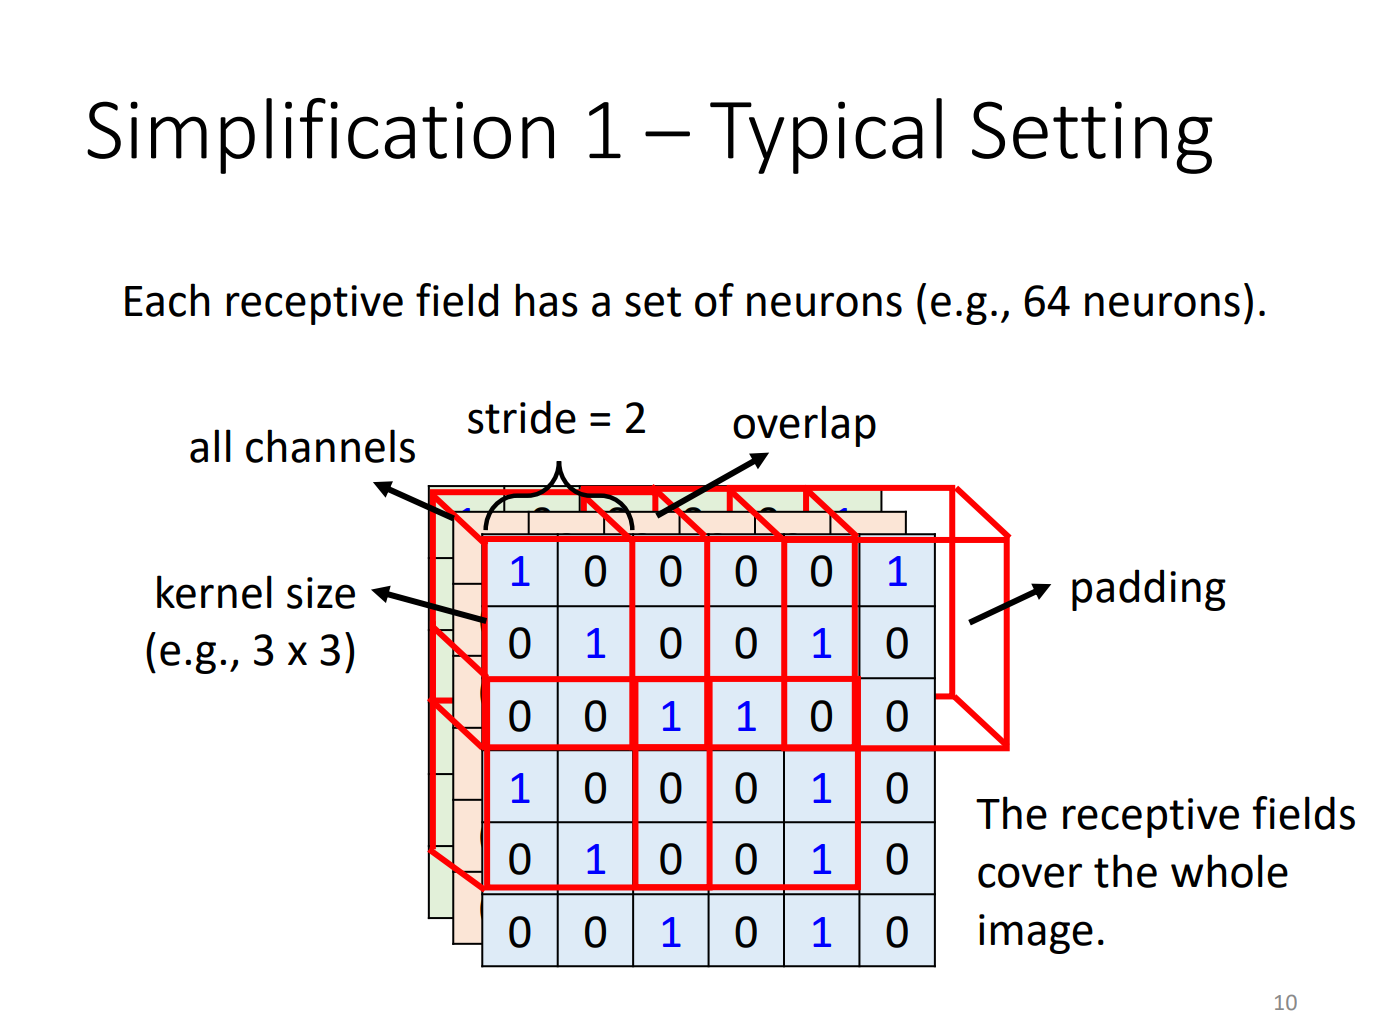 Simplification 1 – Typical Setting
Each receptive field has a set of neurons (e.g., 64 neurons).
stride = 2
overlap
all channels
kernel size
(e.g., 3 x 3)
padding
1 0 0 0 0 1
0 1 0 0 1 0
0 0 1 1 0 0
1 0 0 0 1 0
0 1 0 0 1 0
0 0 1 0 1 0
The receptive fields
cover the whole
image.
10